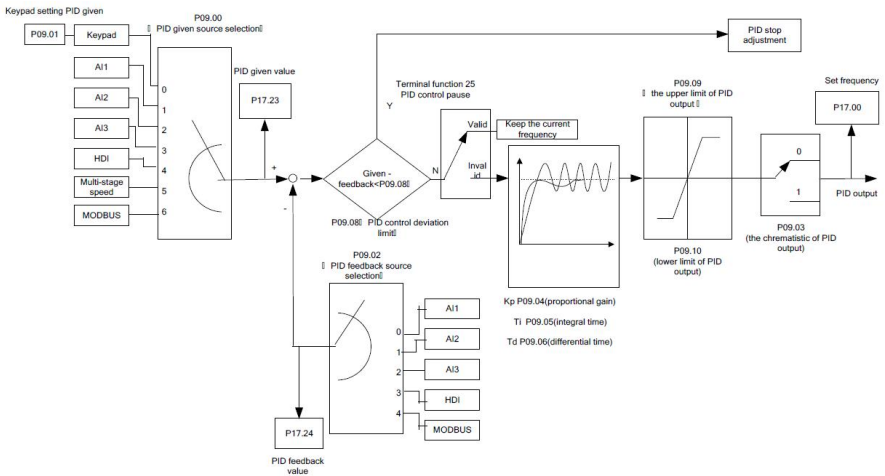 Keypad setting PID given
P09.00
PID given source selection
P09.01
Keypad
AI1
AI2
AI3
HDI
Multi-stage
speed
MODBUS
0
1
2
3
4
5
6
PID given value
P17.23
+
-
Given -
feedback<P09.08
Y
N
P09.08 PID control deviation
limit
Terminal function 25
PID control pause
Valid
Inval
id
Keep the current
frequency
PID stop
adjustment
P09.02
PID feedback source
selection
0
1
2
3
4
AI1
AI2
AI3
HDI
MODBUS
P17.24
PID feedback
value
Kp P09.04(proportional gain)
Ti P09.05(integral time)
Td P09.06(differential time)
P09.09
the upper limit of PID
output
P09.10
(lower limit of PID
output)
Set frequency
P17.00
0
1
PID output
P09.03
(the chrematistic of PID
output)